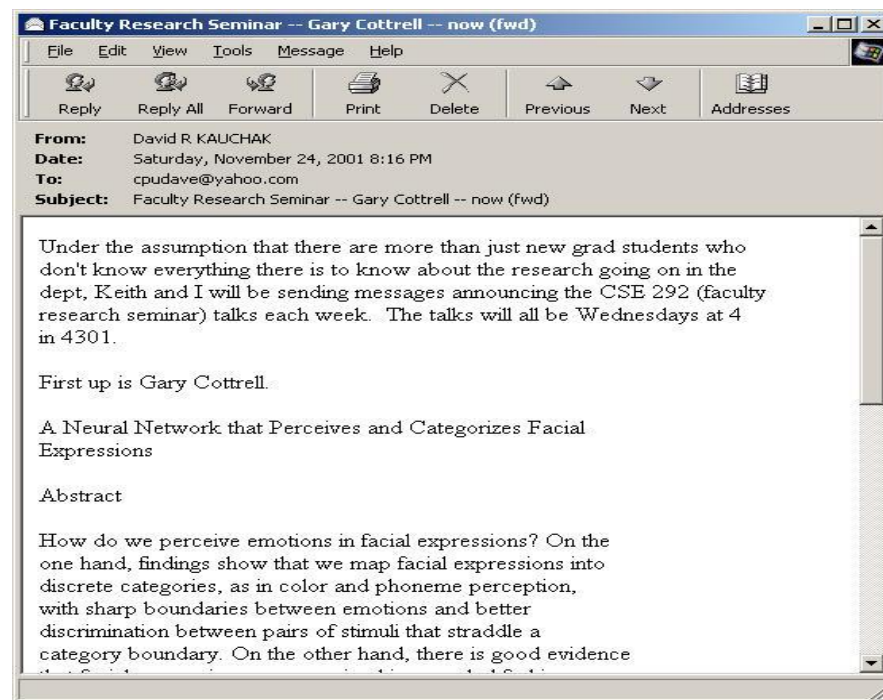 Faculty Research Seminar -- Gary Cottrell -- now (fwd)
File Edit View Tools Message Help
Reply Reply All Forward Print Delete Previous Next Addresses
From: David R KAUCHAK
Date: Saturday, November 24, 2001 8:16 PM
To: cpudave@yahoo.com
Subject: Faculty Research Seminar -- Gary Cottrell -- now (fwd)
Under the assumption that there are more than just new grad students who
don't know everything there is to know about the research going on in the
dept, Keith and I will be sending messages announcing the CSE 292 (faculty
research seminar) talks each week. The talks will all be Wednesdays at 4
in 4301.
First up is Gary Cottrell.
A Neural Network that Perceives and Categorizes Facial
Expressions
Abstract
How do we perceive emotions in facial expressions? On the
one hand, findings show that we map facial expressions into
discrete categories, as in color and phoneme perception,
with sharp boundaries between emotions and better
discrimination between pairs of stimuli that straddle a
category boundary. On the other hand, there is good evidence